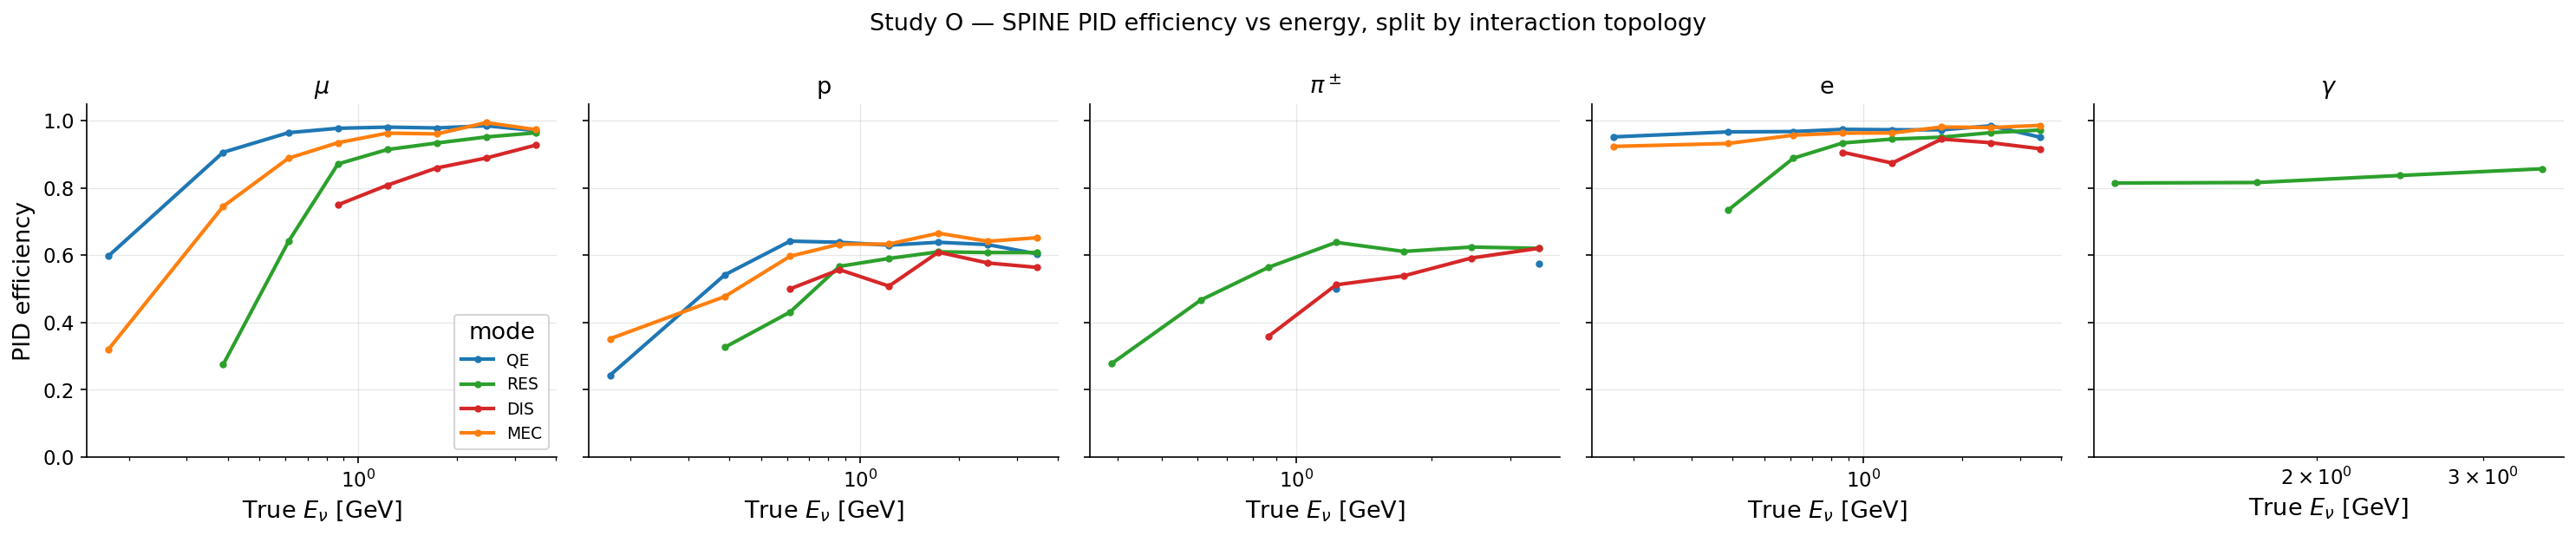 Study O — SPINE PID efficiency vs energy, split by interaction topology
μ
p
π±
e
γ
PID efficiency
1.0
0.8
0.6
0.4
0.2
0.0
mode
QE
RES
DIS
MEC
10⁰
10⁰
10⁰
10⁰
2 × 10⁰
3 × 10⁰
True Eν [GeV]
True Eν [GeV]
True Eν [GeV]
True Eν [GeV]
True Eν [GeV]